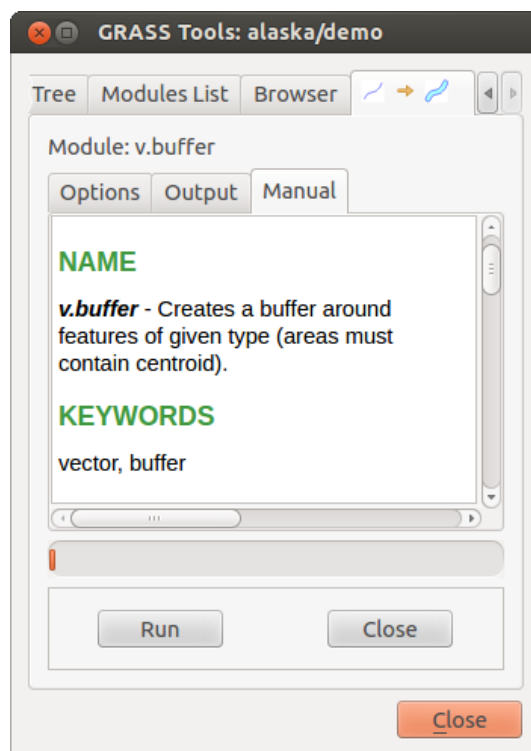 GRASS Tools: alaska/demo
Tree Modules List Browser
Module: v.buffer
Options Output Manual
NAME
v.buffer - Creates a buffer around
features of given type (areas must
contain centroid).
KEYWORDS
vector, buffer
Run Close
Close